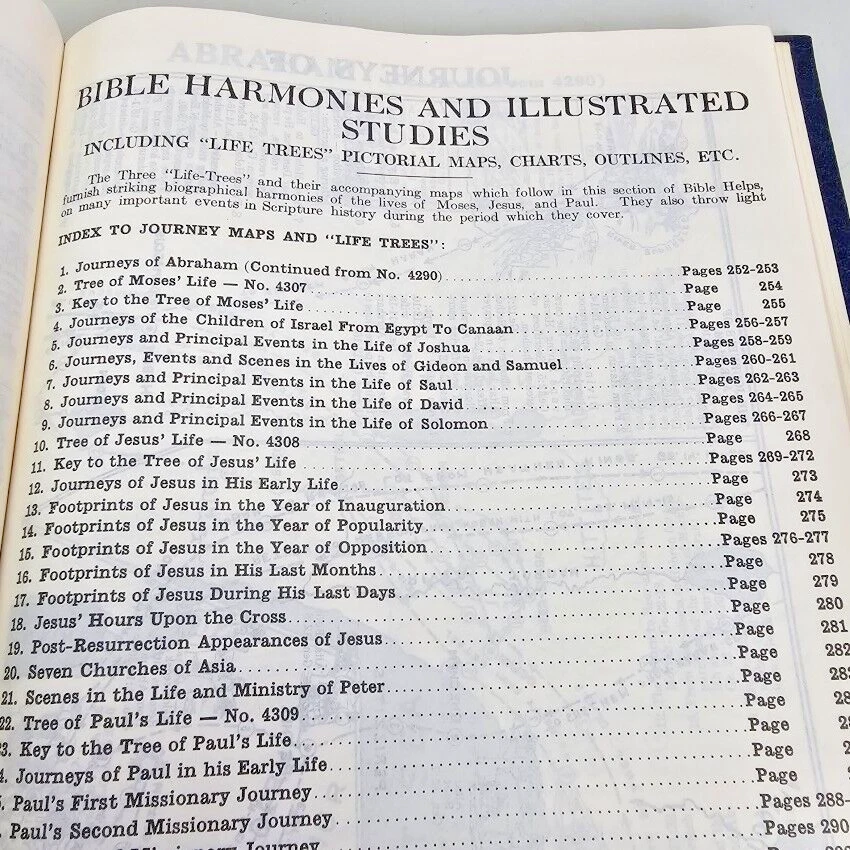 BIBLE HARMONIES AND ILLUSTRATED
STUDIES
INCLUDING "LIFE TREES" PICTORIAL MAPS, CHARTS, OUTLINES, ETC.
The Three "Life-Trees" and their accompanying maps which follow in this section of Bible Helps,
furnish striking biographical harmonies of the lives of Moses, Jesus, and Paul. They also throw light
on many important events in Scripture history during the period which they cover.
INDEX TO JOURNEY MAPS AND "LIFE TREES":
1. Journeys of Abraham (Continued from No. 4290) Pages 252-253
2. Tree of Moses' Life — No. 4307 Page 254
3. Key to the Tree of Moses' Life Page 255
4. Journeys of the Children of Israel From Egypt To Canaan Pages 256-257
5. Journeys and Principal Events in the Life of Joshua Pages 258-259
6. Journeys, Events and Scenes in the Lives of Gideon and Samuel Pages 260-261
7. Journeys and Principal Events in the Life of Saul Pages 262-263
8. Journeys and Principal Events in the Life of David Pages 264-265
9. Journeys and Principal Events in the Life of Solomon Pages 266-267
10. Tree of Jesus' Life — No. 4308 Page 268
11. Key to the Tree of Jesus' Life Pages 269-272
12. Journeys of Jesus in His Early Life Page 273
13. Footprints of Jesus in the Year of Inauguration Page 274
14. Footprints of Jesus in the Year of Popularity Page 275
15. Footprints of Jesus in the Year of Opposition Pages 276-277
16. Footprints of Jesus in His Last Months Page 278
17. Footprints of Jesus During His Last Days Page 279
18. Jesus' Hours Upon the Cross Page 280
19. Post-Resurrection Appearances of Jesus Page 281
20. Seven Churches of Asia Page 282
21. Scenes in the Life and Ministry of Peter Page
22. Tree of Paul's Life — No. 4309 Page
Key to the Tree of Paul's Life Page
Journeys of Paul in his Early Life Page
Paul's First Missionary Journey Page
Paul's Second Missionary Journey Pages 288-
Missionary Journey Pages 290